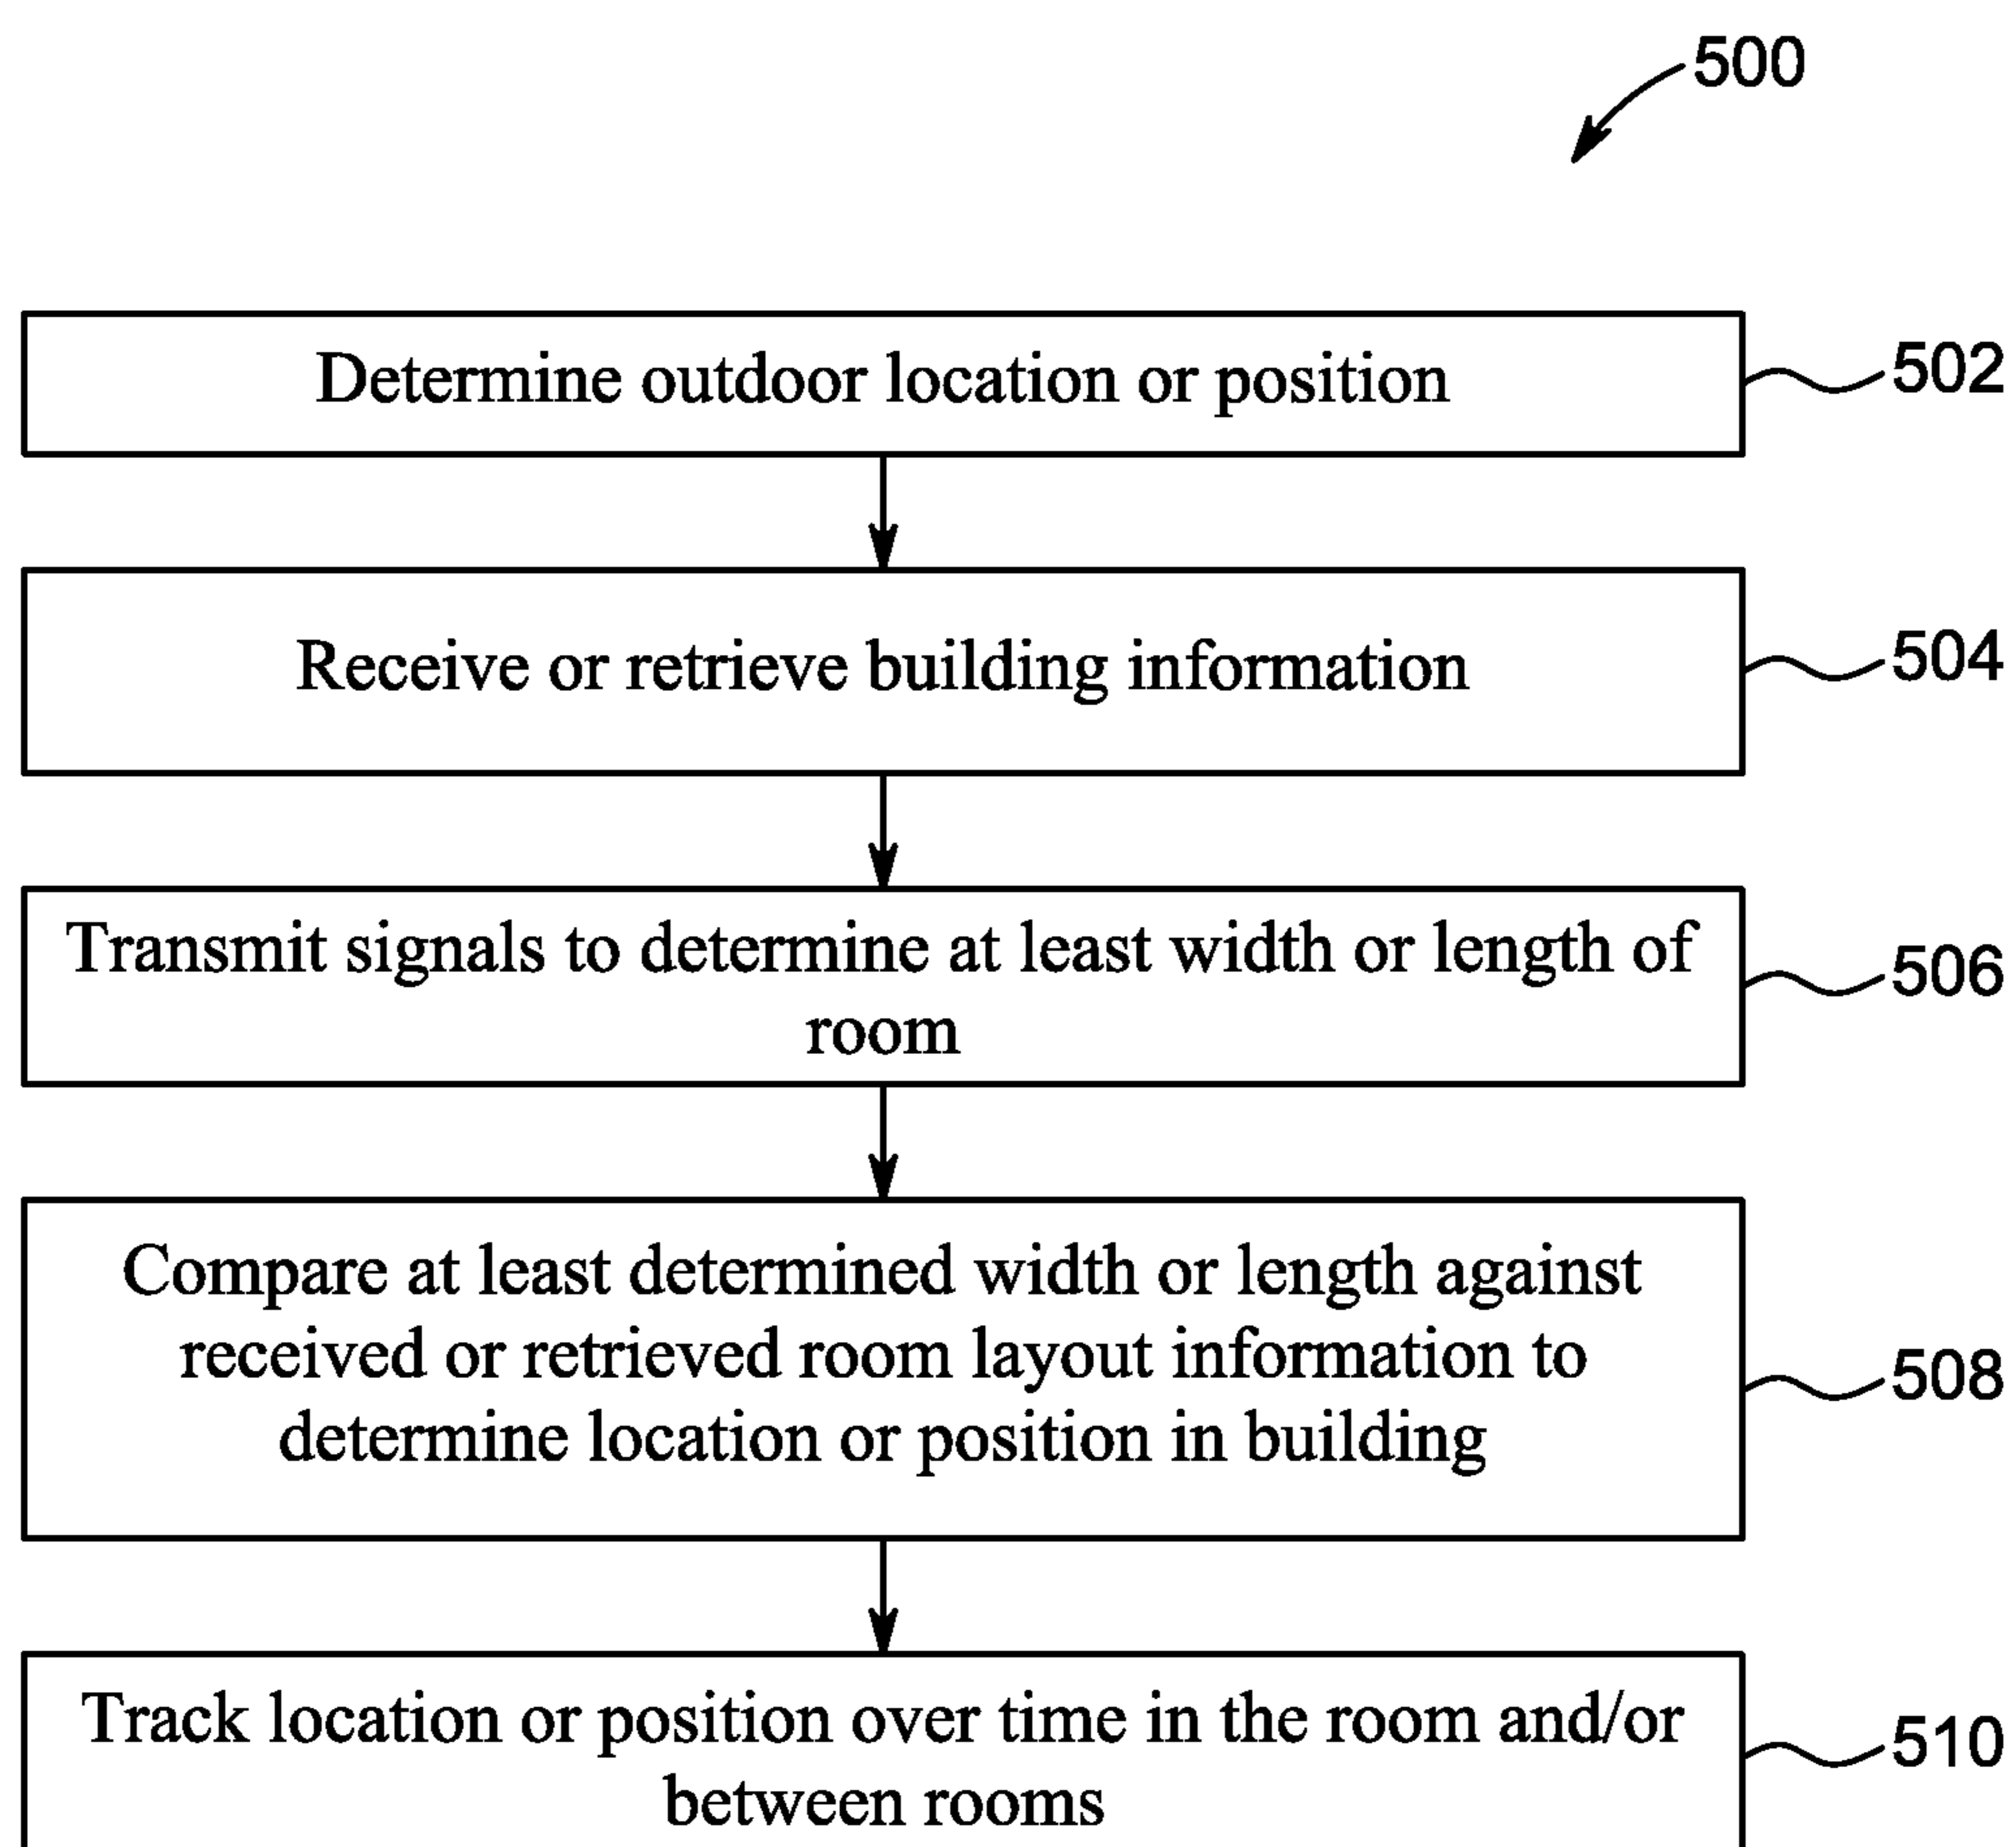 500
Determine outdoor location or position
502
Receive or retrieve building information
504
Transmit signals to determine at least width or length of
room
506
Compare at least determined width or length against
received or retrieved room layout information to
determine location or position in building
508
Track location or position over time in the room and/or
between rooms
510